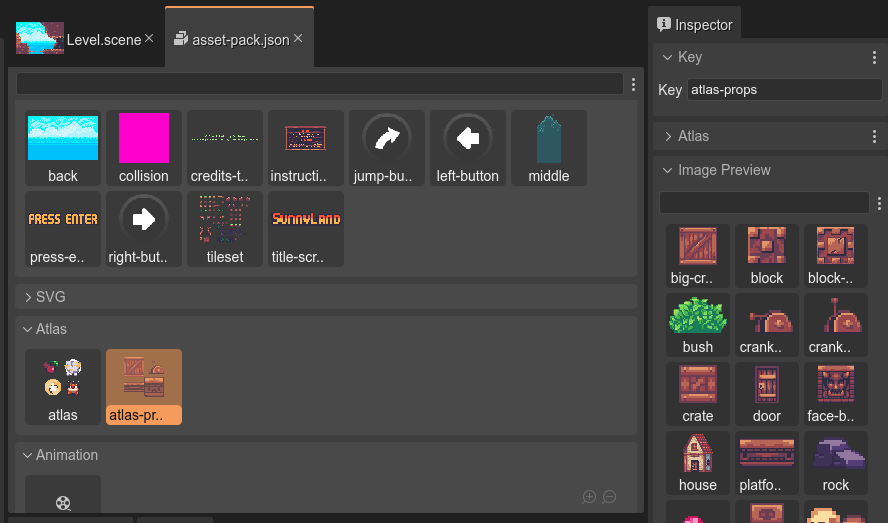 Level.scene
asset-pack.json
back
collision
credits-t..
instructi..
jump-bu..
left-button
middle
PRESS ENTER
SUNNYLAND
press-e..
right-but..
tileset
title-scr..
SVG
Atlas
atlas
atlas-pr..
Animation
Inspector
Key
Key atlas-props
Atlas
Image Preview
big-cr..
block
block-..
bush
crank..
crank..
crate
door
face-b..
house
platfo..
rock